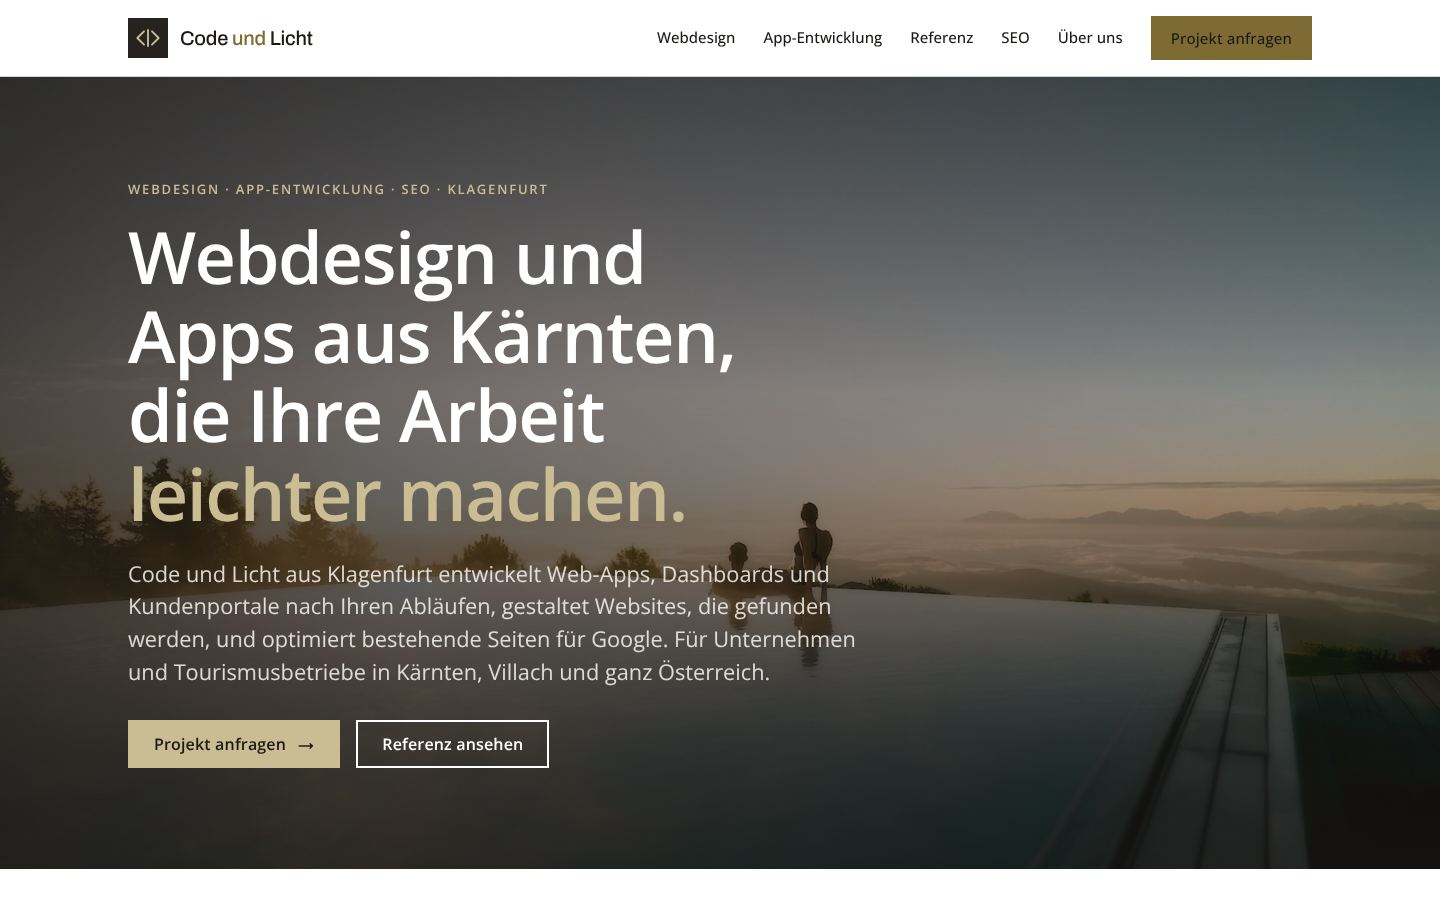 Code und Licht
Webdesign
App-Entwicklung
Referenz
SEO
Über uns
Projekt anfragen
WEBDESIGN · APP-ENTWICKLUNG · SEO · KLAGENFURT
Webdesign und
Apps aus Kärnten,
die Ihre Arbeit
leichter machen.
Code und Licht aus Klagenfurt entwickelt Web-Apps, Dashboards und
Kundenportale nach Ihren Abläufen, gestaltet Websites, die gefunden
werden, und optimiert bestehende Seiten für Google. Für Unternehmen
und Tourismusbetriebe in Kärnten, Villach und ganz Österreich.
Projekt anfragen →
Referenz ansehen